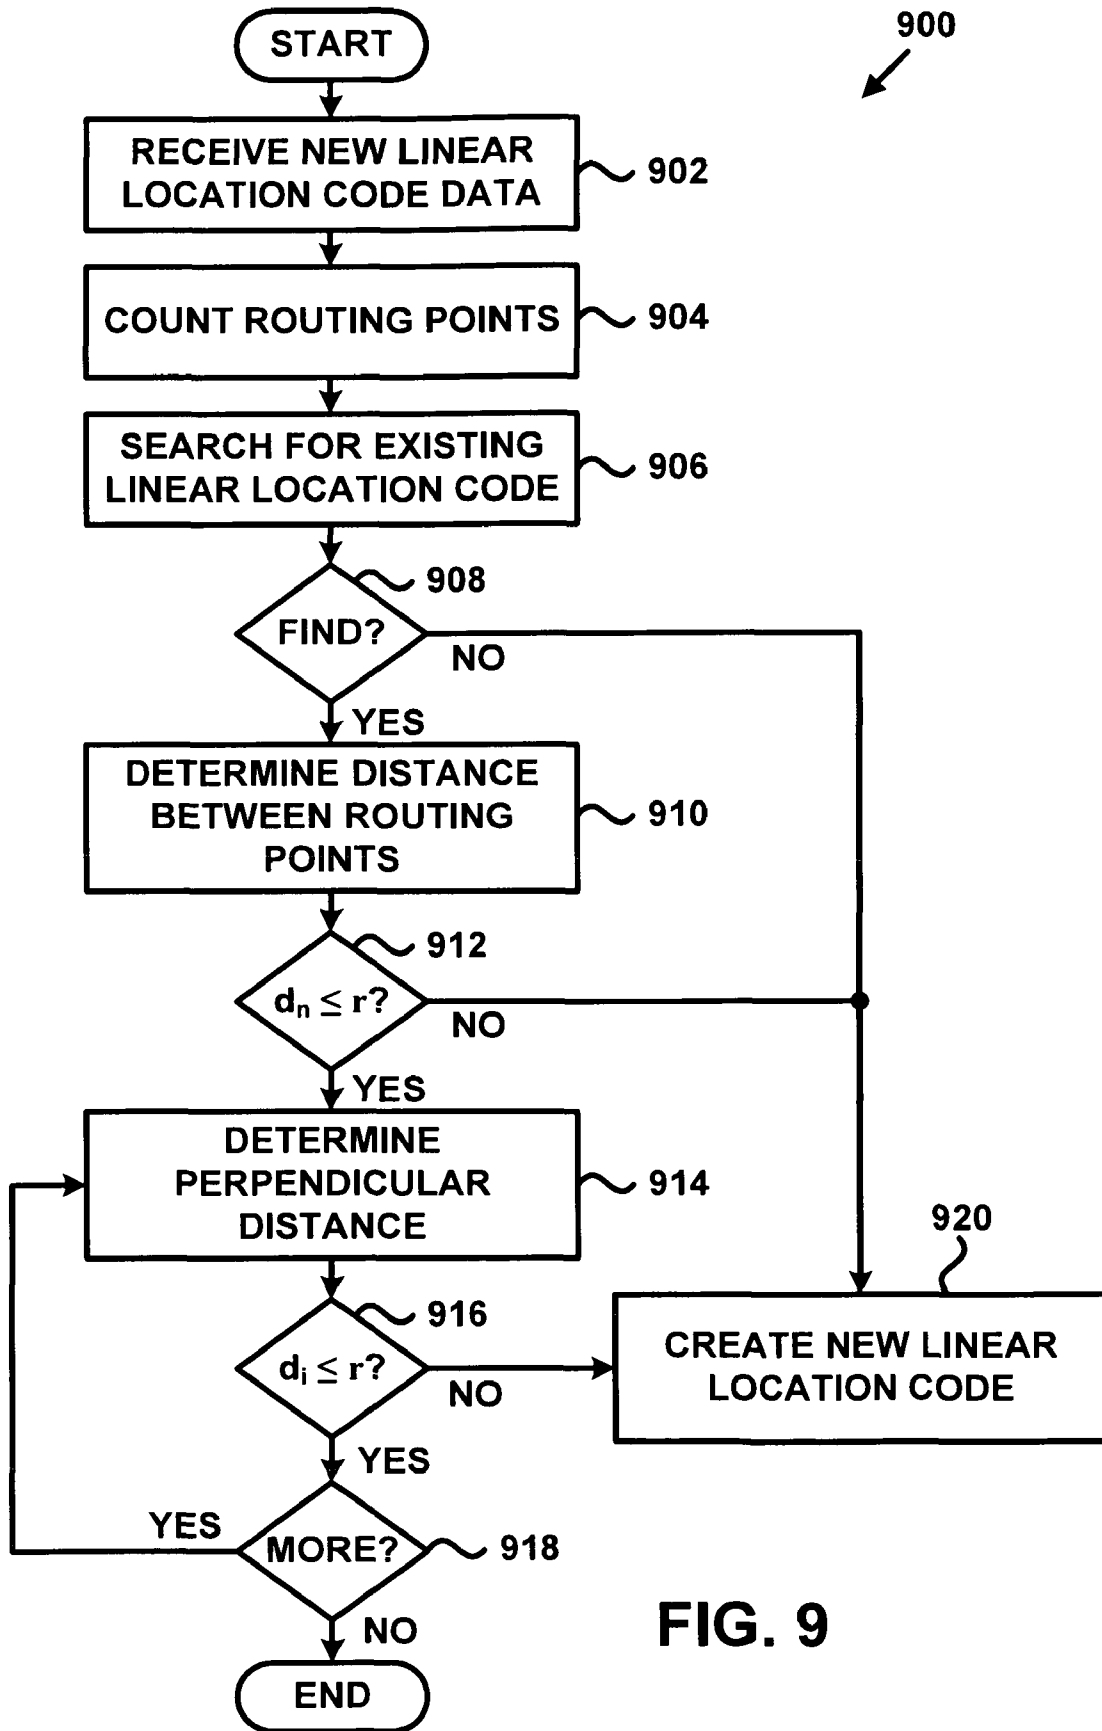 START
900
RECEIVE NEW LINEAR
LOCATION CODE DATA
902
COUNT ROUTING POINTS
904
SEARCH FOR EXISTING
LINEAR LOCATION CODE
906
908
FIND?
NO
YES
DETERMINE DISTANCE
BETWEEN ROUTING
POINTS
910
912
dn ≤ r?
NO
YES
DETERMINE
PERPENDICULAR
DISTANCE
914
920
916
di ≤ r?
NO
CREATE NEW LINEAR
LOCATION CODE
YES
YES
MORE?
918
NO
FIG. 9
END